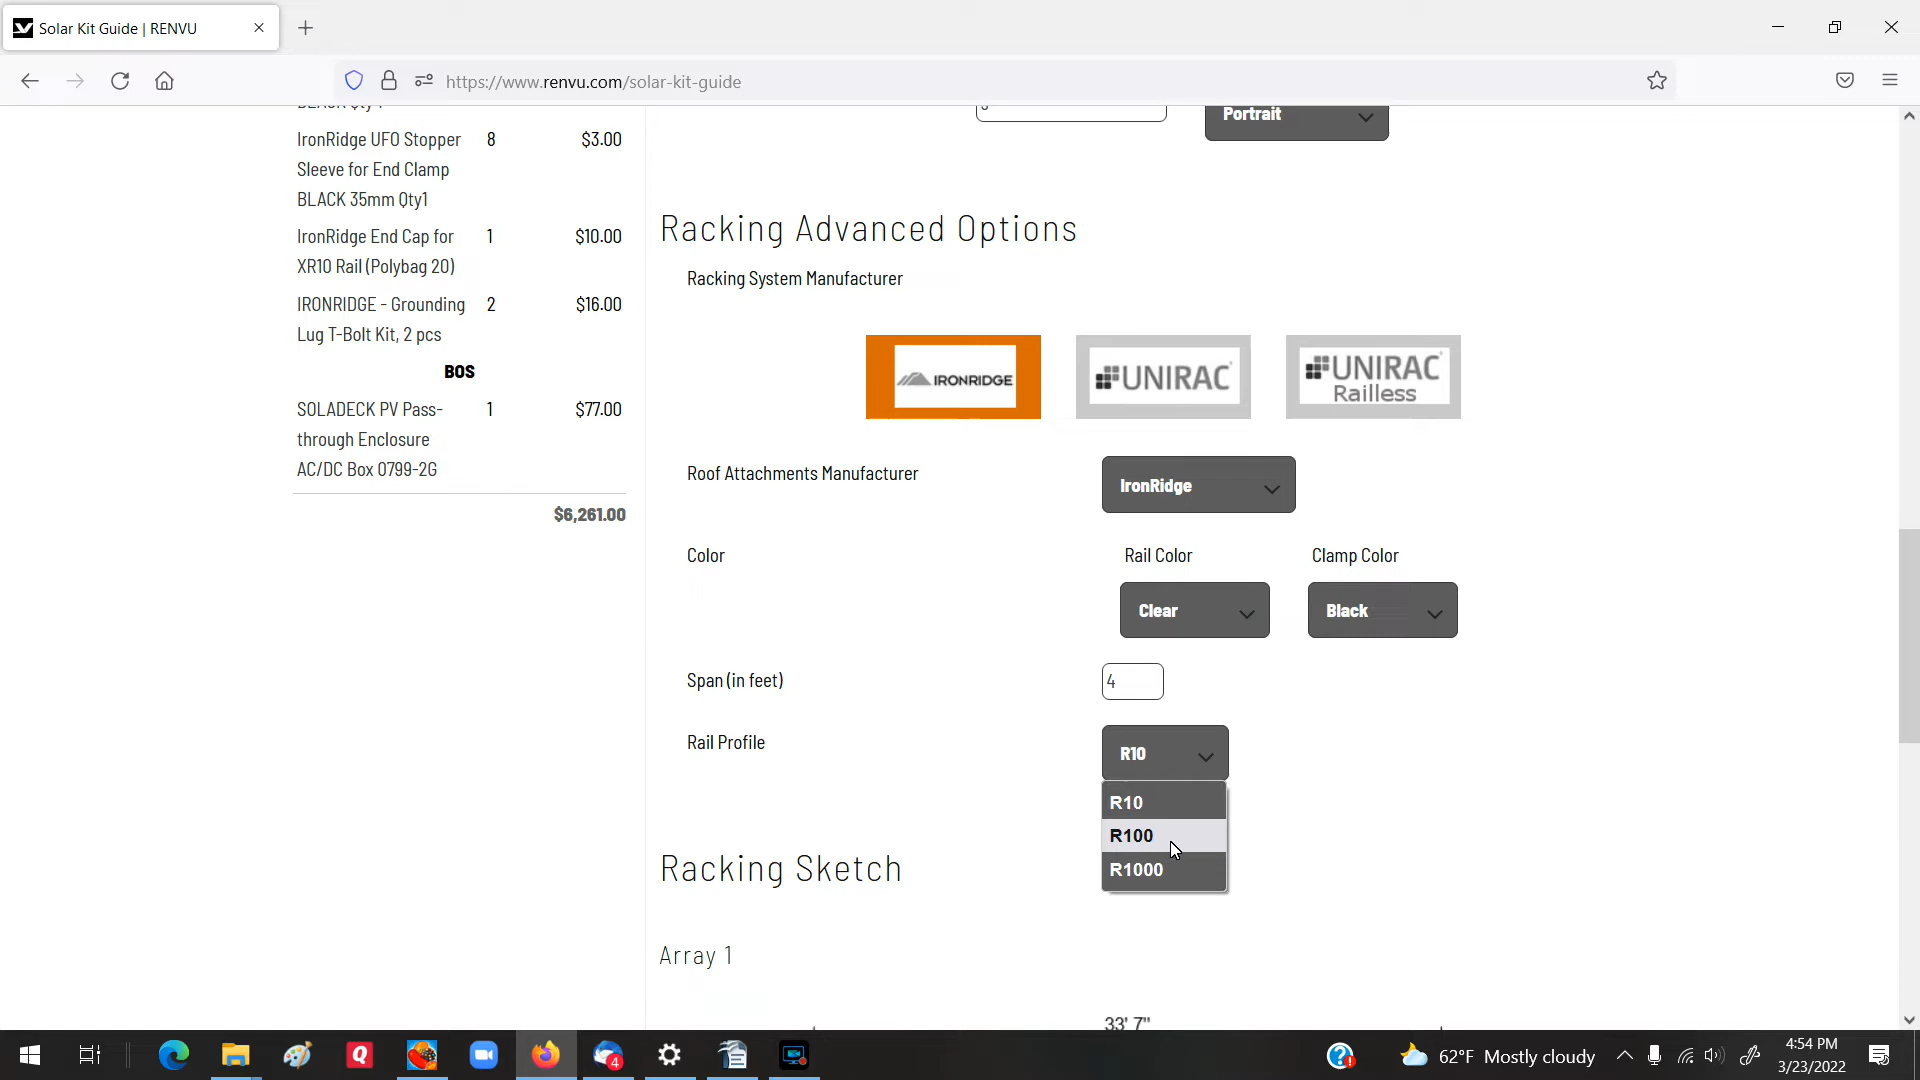 Solar Kit Guide | RENVU
https://www.renvu.com/solar-kit-guide
IronRidge UFO Stopper 8 $3.00
Sleeve for End Clamp
BLACK 35mm Qty1
IronRidge End Cap for 1 $10.00
XR10 Rail (Polybag 20)
IRONRIDGE - Grounding 2 $16.00
Lug T-Bolt Kit, 2 pcs
BOS
SOLADECK PV Pass- 1 $77.00
through Enclosure
AC/DC Box 0799-2G
$6,261.00
Portrait
Racking Advanced Options
Racking System Manufacturer
IRONRIDGE
UNIRAC
UNIRAC
Railless
Roof Attachments Manufacturer IronRidge
Color Rail Color Clamp Color
Clear Black
Span (in feet) 4
Rail Profile R10
R10
R100
R1000
Racking Sketch
Array 1
33' 7"
62°F Mostly cloudy
4:54 PM
3/23/2022
4